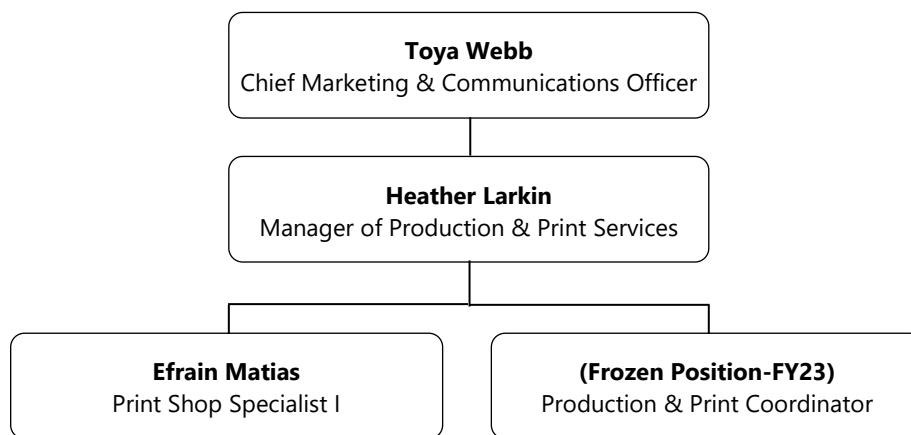 Toya Webb
Chief Marketing & Communications Officer
Heather Larkin
Manager of Production & Print Services
Efrain Matias
Print Shop Specialist I
(Frozen Position-FY23)
Production & Print Coordinator